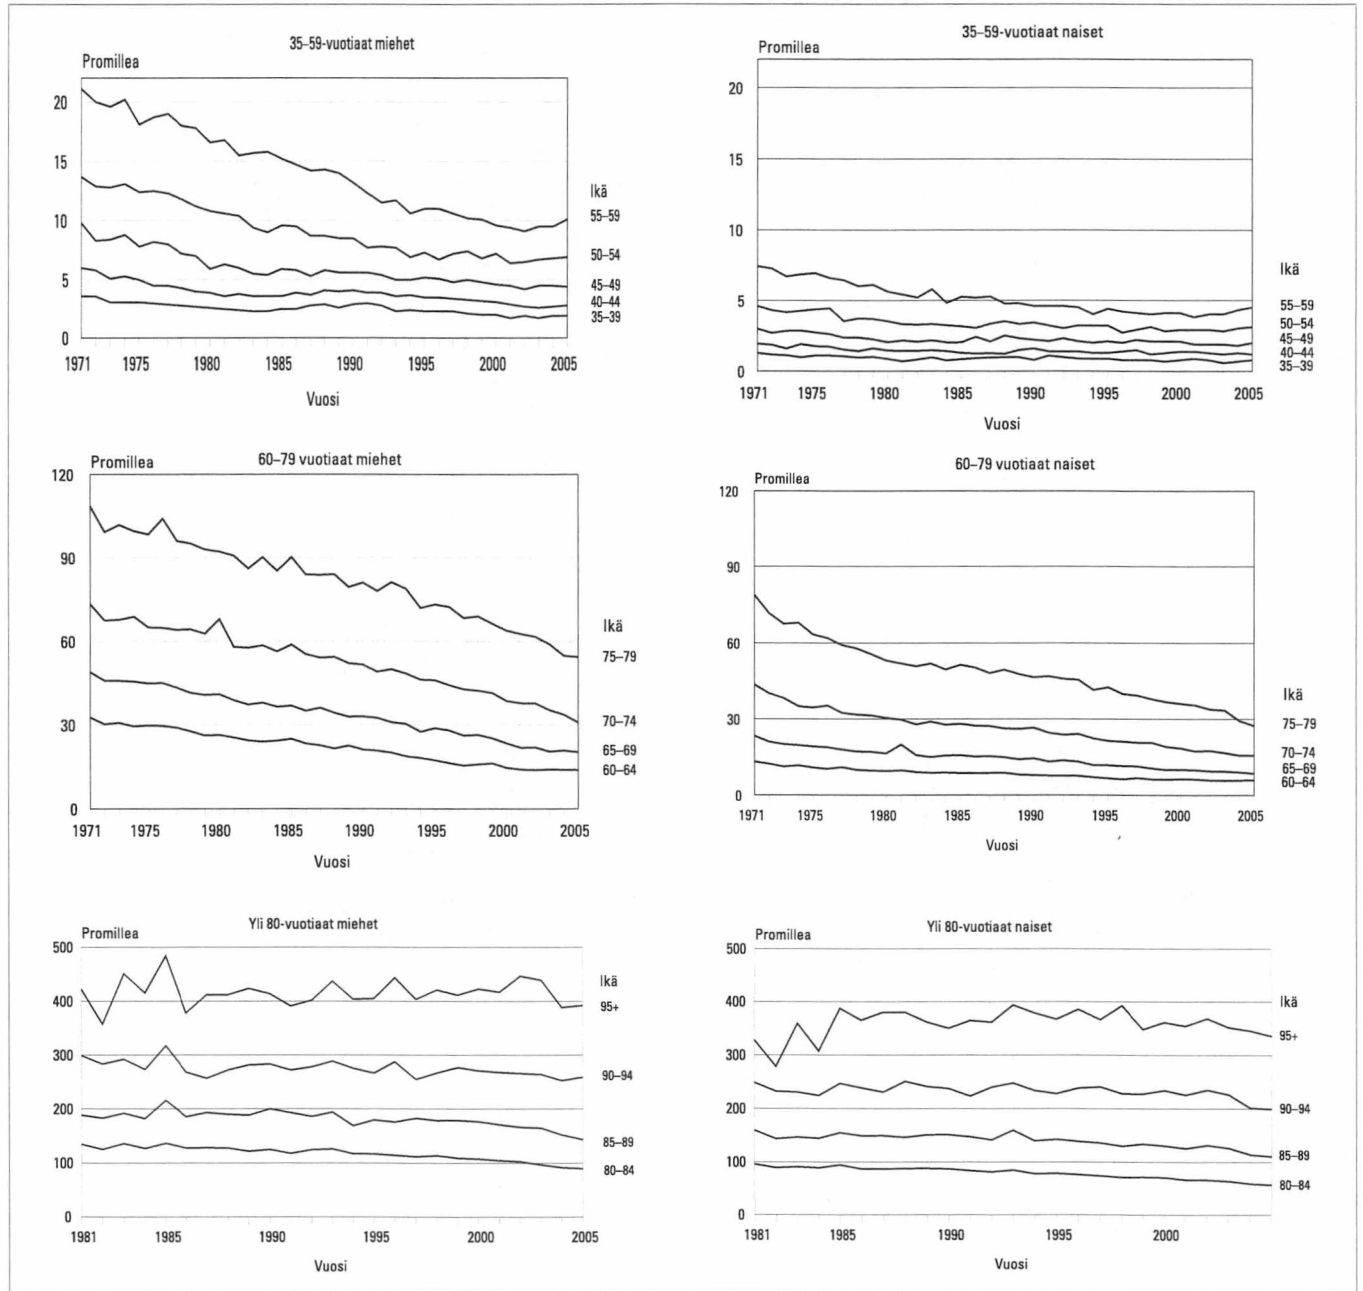 35–59-vuotiaat miehet
Promillea
20
15
10
5
0
1971 1975 1980 1985 1990 1995 2000 2005
Vuosi
Ikä
55–59
50–54
45–49
40–44
35–39
35–59-vuotiaat naiset
Promillea
20
15
10
5
0
1971 1975 1980 1985 1990 1995 2000 2005
Vuosi
Ikä
55–59
50–54
45–49
40–44
35–39
60–79 vuotiaat miehet
Promillea
120
90
60
30
0
1971 1975 1980 1985 1990 1995 2000 2005
Vuosi
Ikä
75–79
70–74
65–69
60–64
60–79 vuotiaat naiset
Promillea
120
90
60
30
0
1971 1975 1980 1985 1990 1995 2000 2005
Vuosi
Ikä
75–79
70–74
65–69
60–64
Yli 80-vuotiaat miehet
Promillea
500
400
300
200
100
0
1981 1985 1990 1995 2000 2005
Vuosi
Ikä
95+
90–94
85–89
80–84
Yli 80-vuotiaat naiset
Promillea
500
400
300
200
100
0
1981 1985 1990 1995 2000
Vuosi
Ikä
95+
90–94
85–89
80–84